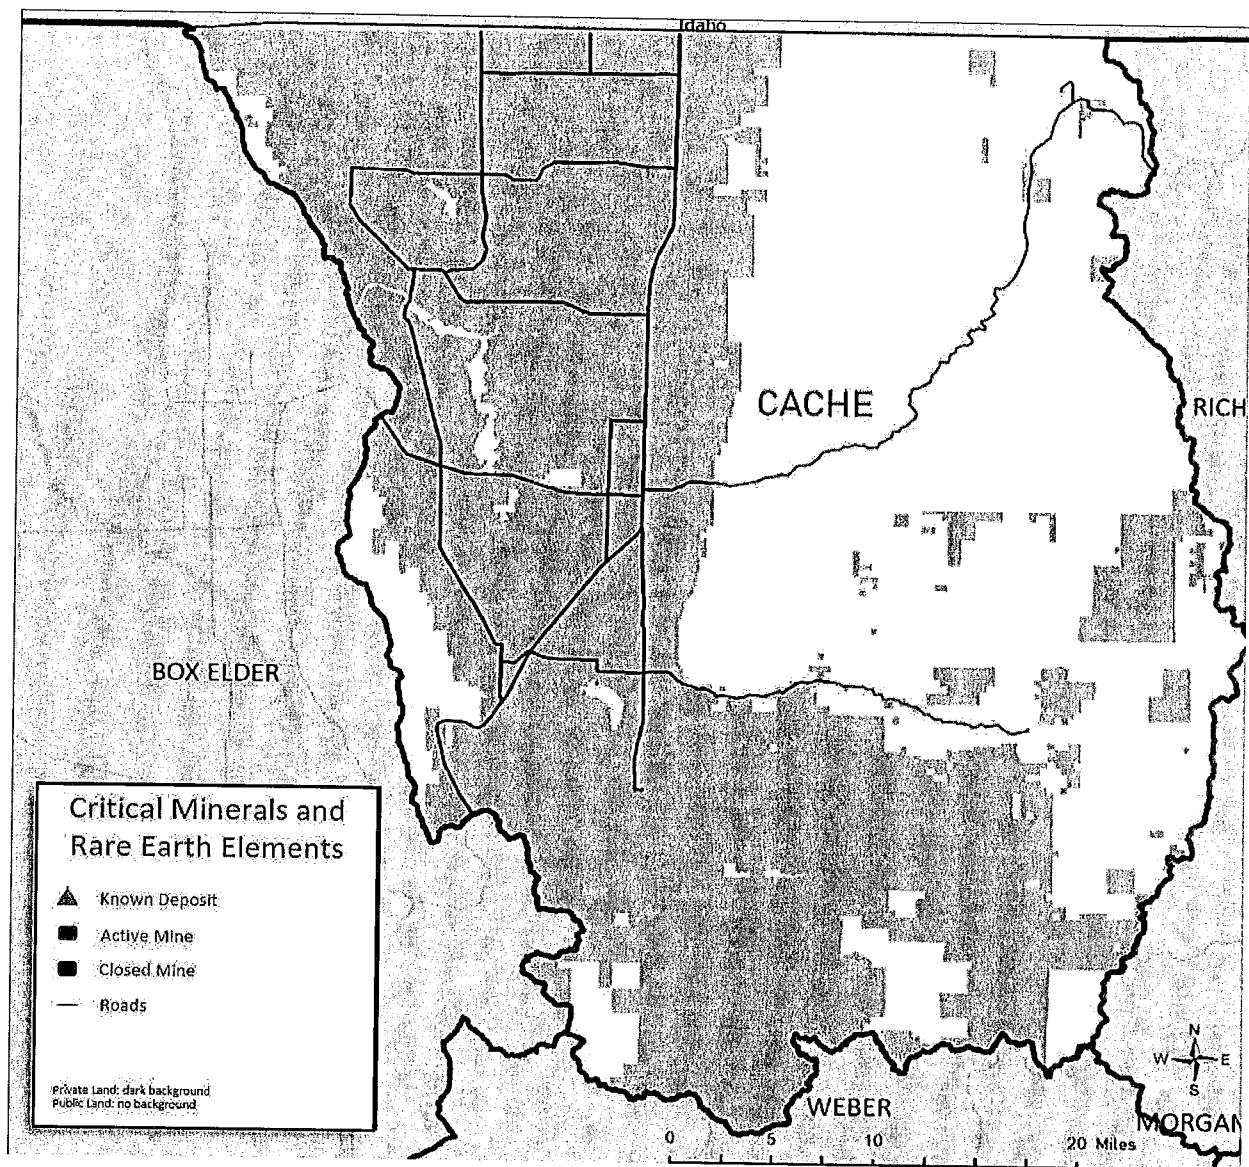 Idaho
CACHE
RICH
BOX ELDER
Critical Minerals and
Rare Earth Elements
Known Deposit
Active Mine
Closed Mine
Roads
Private Land: dark background
Public Land: no background
N
W E
S
WEBER
MORGAN
0 5 10 20 Miles